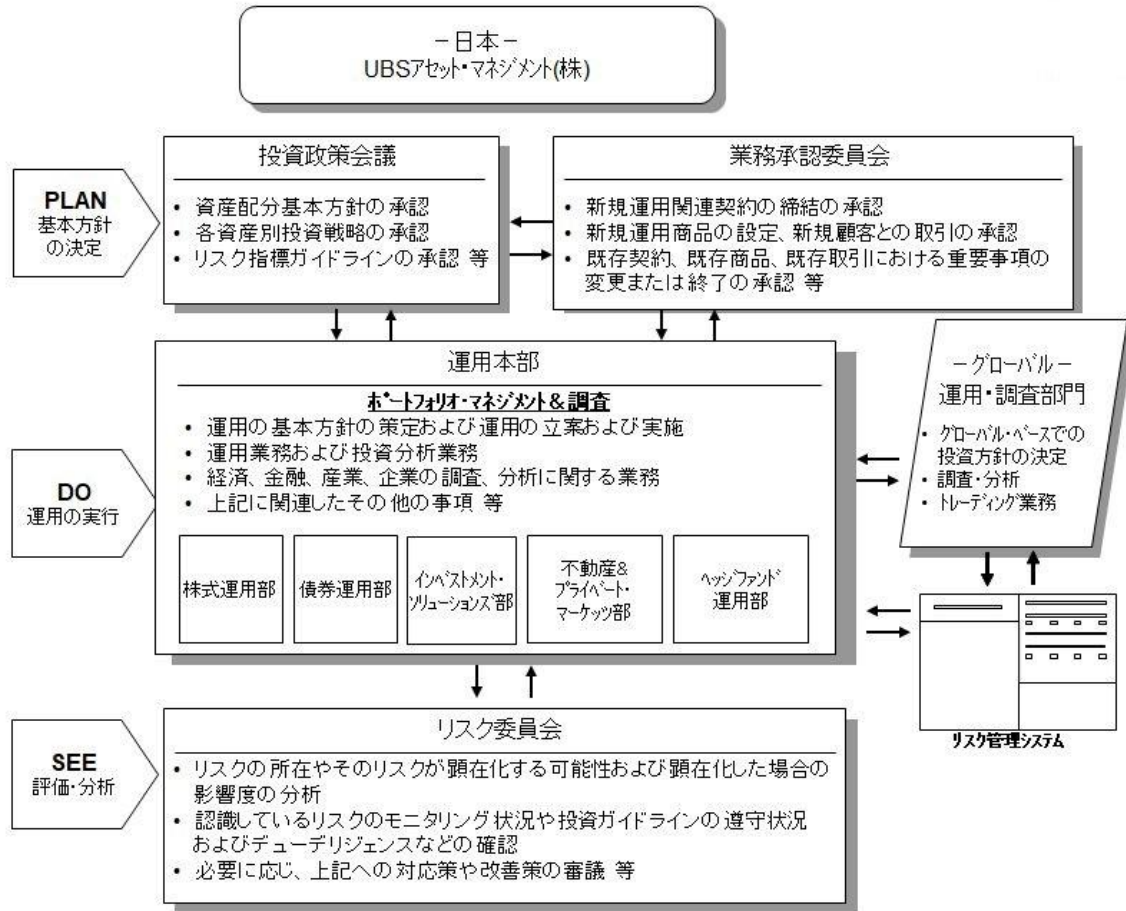 －日本－
UBSアセット・マネジメント(株)
PLAN
基本方針
の決定
投資政策会議
・ 資産配分基本方針の承認
・ 各資産別投資戦略の承認
・ リスク指標ガイドラインの承認 等
業務承認委員会
・ 新規運用関連契約の締結の承認
・ 新規運用商品の設定、新規顧客との取引の承認
・ 既存契約、既存商品、既存取引における重要事項の
変更または終了の承認 等
DO
運用の実行
運用本部
ポートフォリオ・マネジメント＆調査
・ 運用の基本方針の策定および運用の立案および実施
・ 運用業務および投資分析業務
・ 経済、金融、産業、企業の調査、分析に関する業務
・ 上記に関連したその他の事項 等
株式運用部
債券運用部
インベストメント・
ソリューションズ部
不動産&
プライベート・
マーケッツ部
ヘッジファンド
運用部
－グローバル－
運用・調査部門
・ グローバル・ベースでの
投資方針の決定
・ 調査・分析
・ トレーディング業務
リスク管理システム
SEE
評価・分析
リスク委員会
・ リスクの所在やそのリスクが顕在化する可能性および顕在化した場合の
影響度の分析
・ 認識しているリスクのモニタリング状況や投資ガイドラインの遵守状況
およびデューデリジェンスなどの確認
・ 必要に応じ、上記への対応策や改善策の審議 等